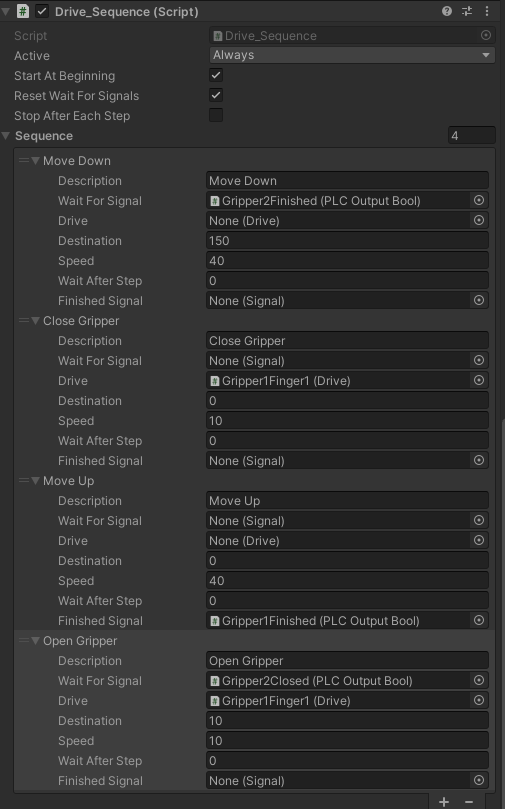 Drive_Sequence (Script)
Script Drive_Sequence
Active Always
Start At Beginning
Reset Wait For Signals
Stop After Each Step
Sequence 4
Move Down
Description Move Down
Wait For Signal Gripper2Finished (PLC Output Bool)
Drive None (Drive)
Destination 150
Speed 40
Wait After Step 0
Finished Signal None (Signal)
Close Gripper
Description Close Gripper
Wait For Signal None (Signal)
Drive Gripper1Finger1 (Drive)
Destination 0
Speed 10
Wait After Step 0
Finished Signal None (Signal)
Move Up
Description Move Up
Wait For Signal None (Signal)
Drive None (Drive)
Destination 0
Speed 40
Wait After Step 0
Finished Signal Gripper1Finished (PLC Output Bool)
Open Gripper
Description Open Gripper
Wait For Signal Gripper2Closed (PLC Output Bool)
Drive Gripper1Finger1 (Drive)
Destination 10
Speed 10
Wait After Step 0
Finished Signal None (Signal)